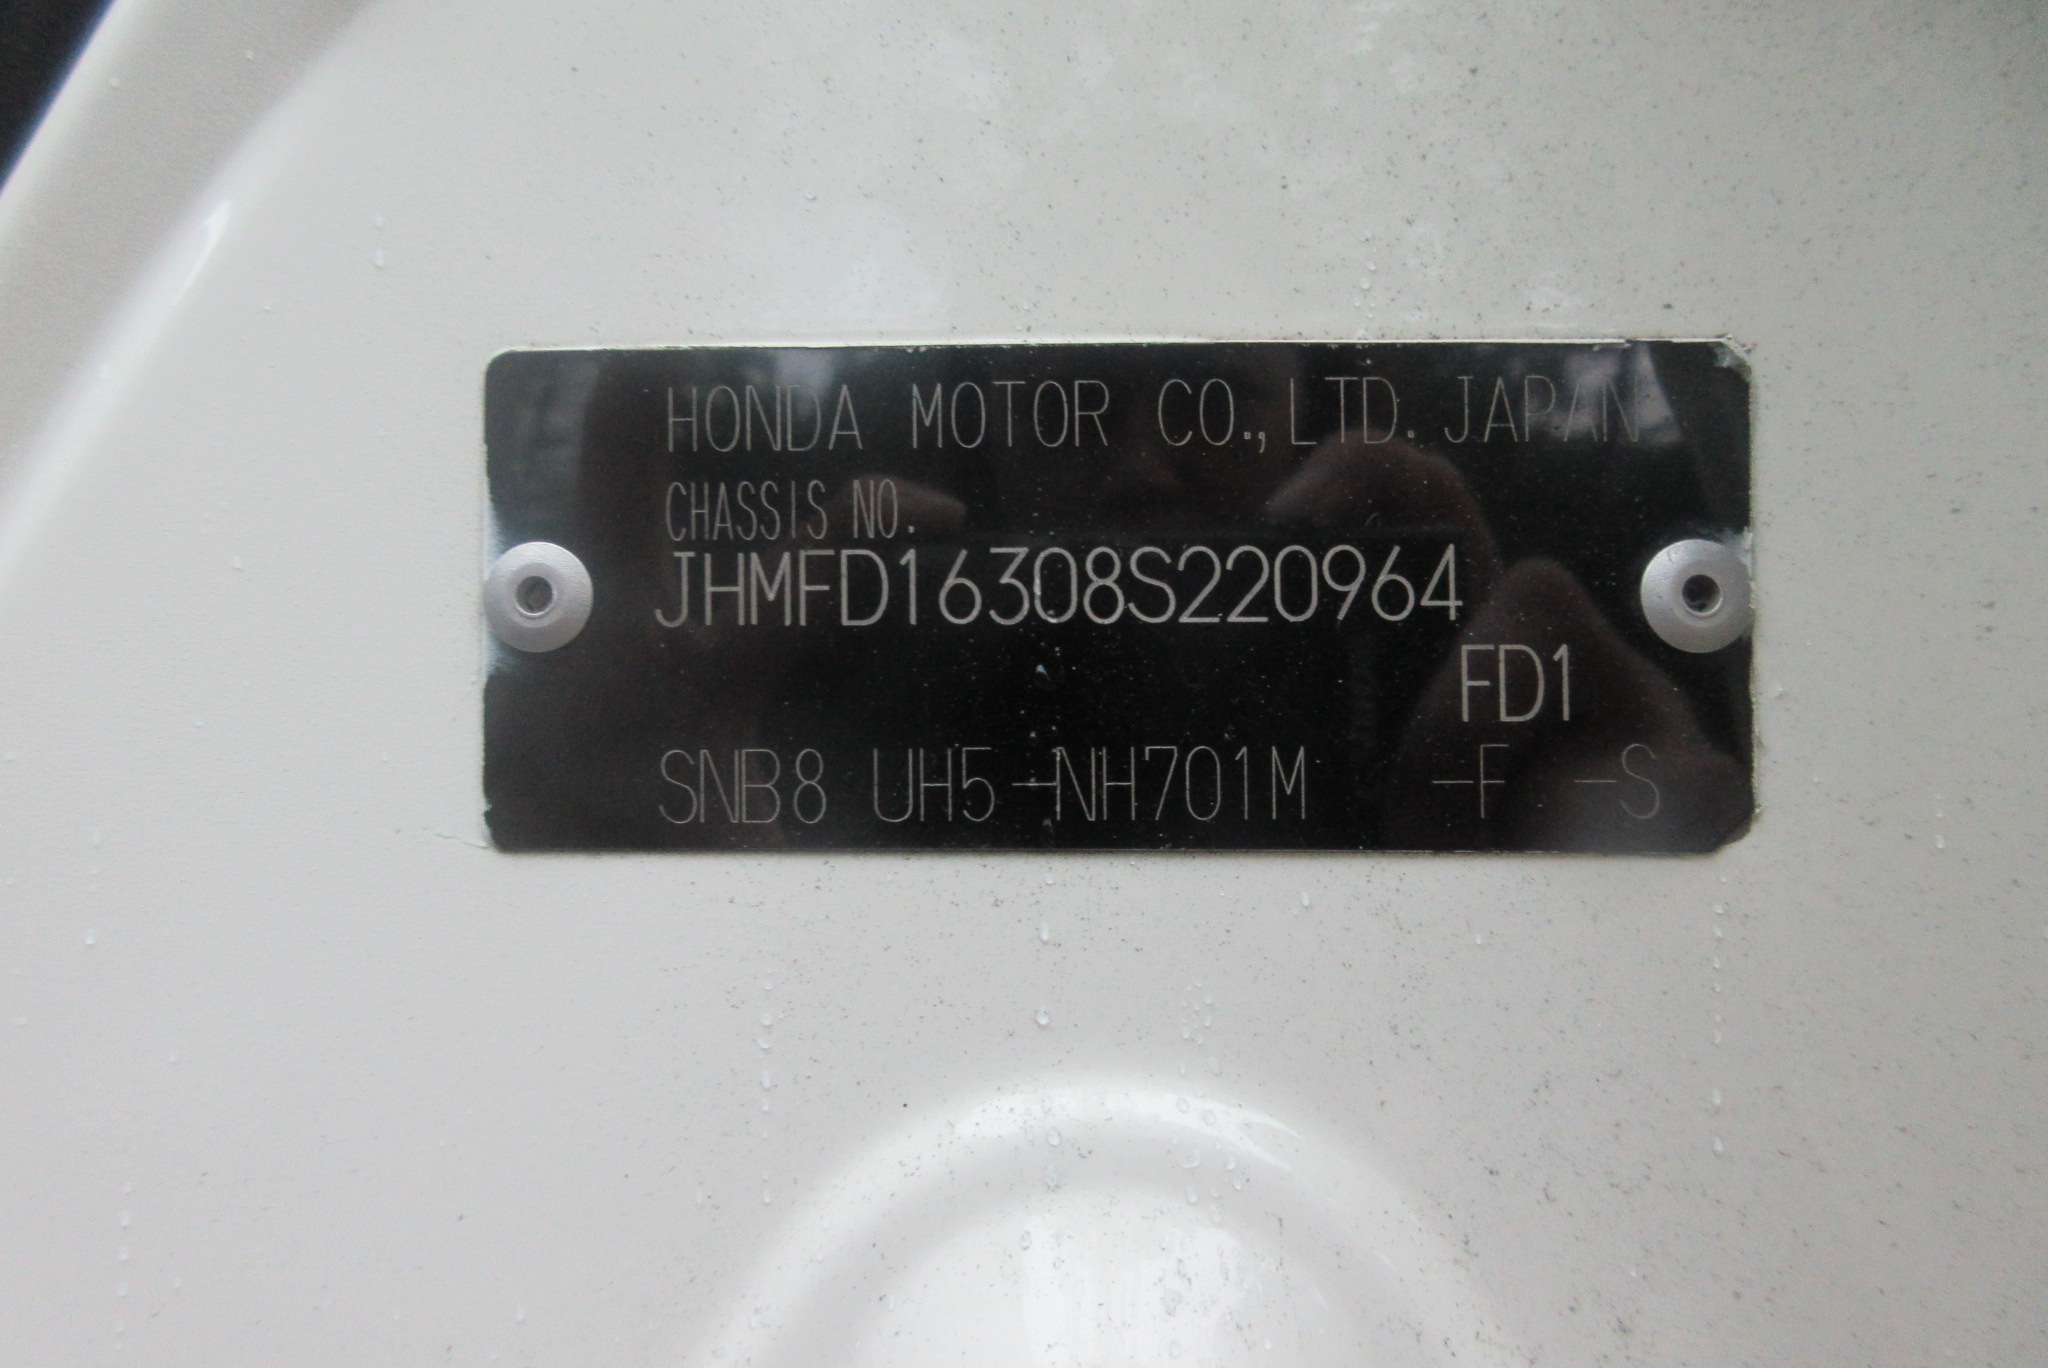 HONDA MOTOR CO., LTD. JAPAN
CHASSIS NO.
JHMFD16308S220964
FD1
SNB8 UH5-NH701M -F -S